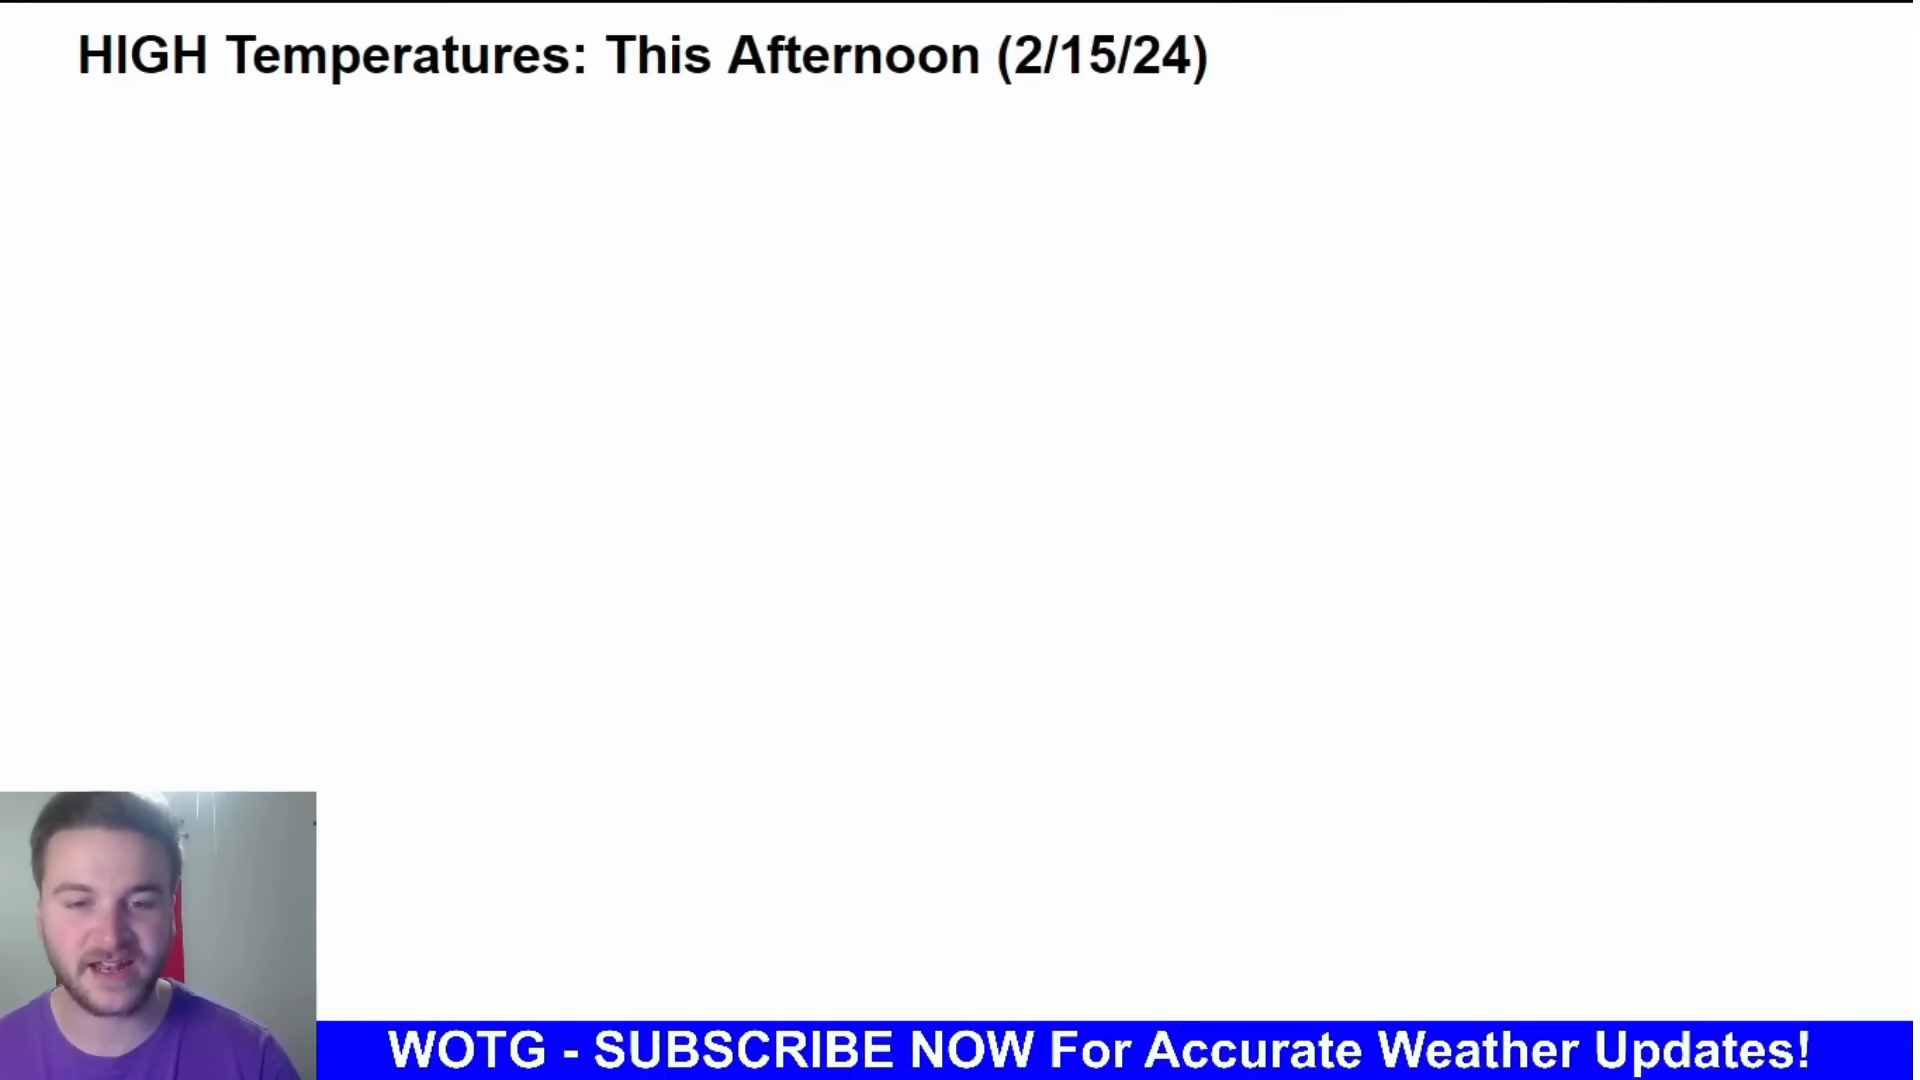 HIGH Temperatures: This Afternoon (2/15/24)
WOTG - SUBSCRIBE NOW For Accurate Weather Updates!